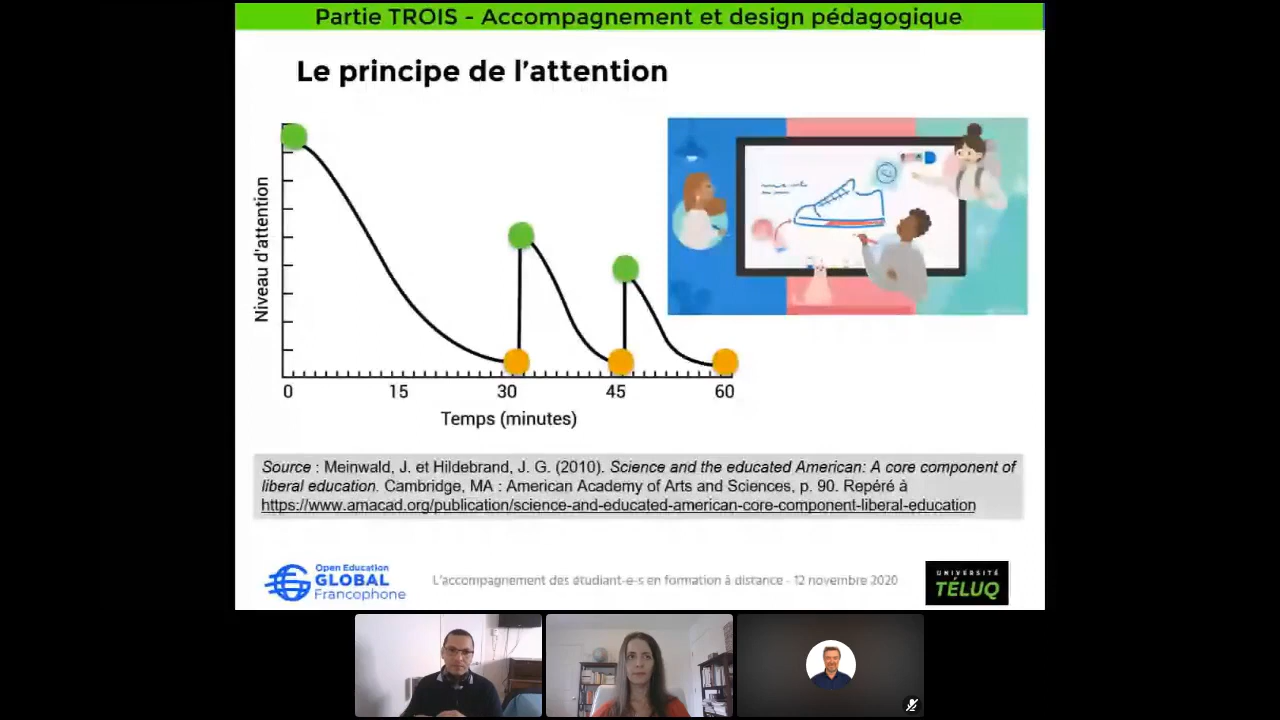 Partie TROIS - Accompagnement et design pédagogique
Le principe de l'attention
Niveau d'attention
0 15 30 45 60
Temps (minutes)
Source : Meinwald, J. et Hildebrand, J. G. (2010). Science and the educated American: A core component of
liberal education. Cambridge, MA : American Academy of Arts and Sciences, p. 90. Repéré à
https://www.amacad.org/publication/science-and-educated-american-core-component-liberal-education
Open Education
GLOBAL
Francophone
L'accompagnement des étudiant-e-s en formation à distance - 12 novembre 2020
UNIVERSITÉ
TÉLUQ